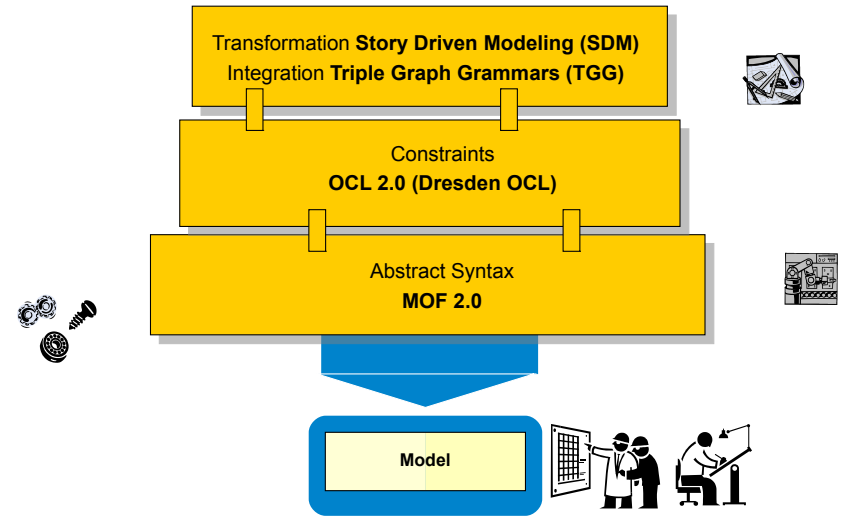 Transformation Story Driven Modeling (SDM)
Integration Triple Graph Grammars (TGG)
Constraints
OCL 2.0 (Dresden OCL)
Abstract Syntax
MOF 2.0
Model